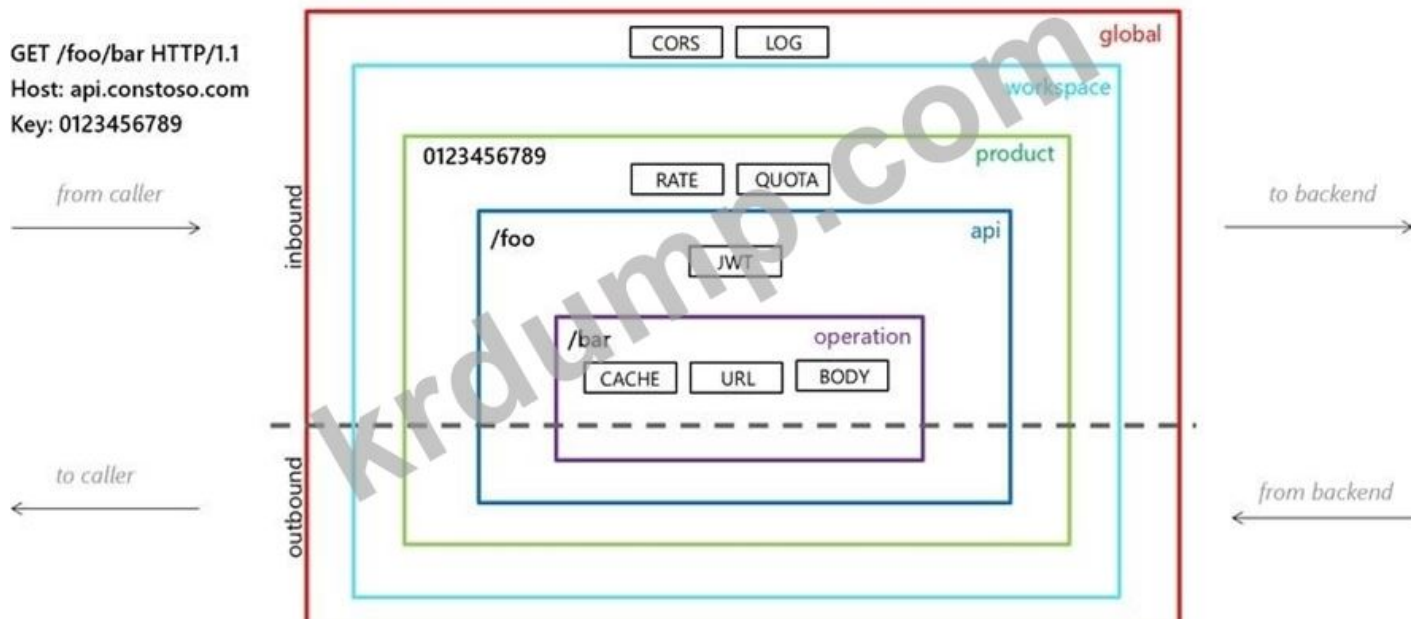 GET /foo/bar HTTP/1.1
Host: api.constoso.com
Key: 0123456789
from caller
to caller
inbound
outbound
CORS LOG global
workspace
0123456789 product
RATE QUOTA
/foo api
JWT
/bar operation
CACHE URL BODY
to backend
from backend
krdump.com